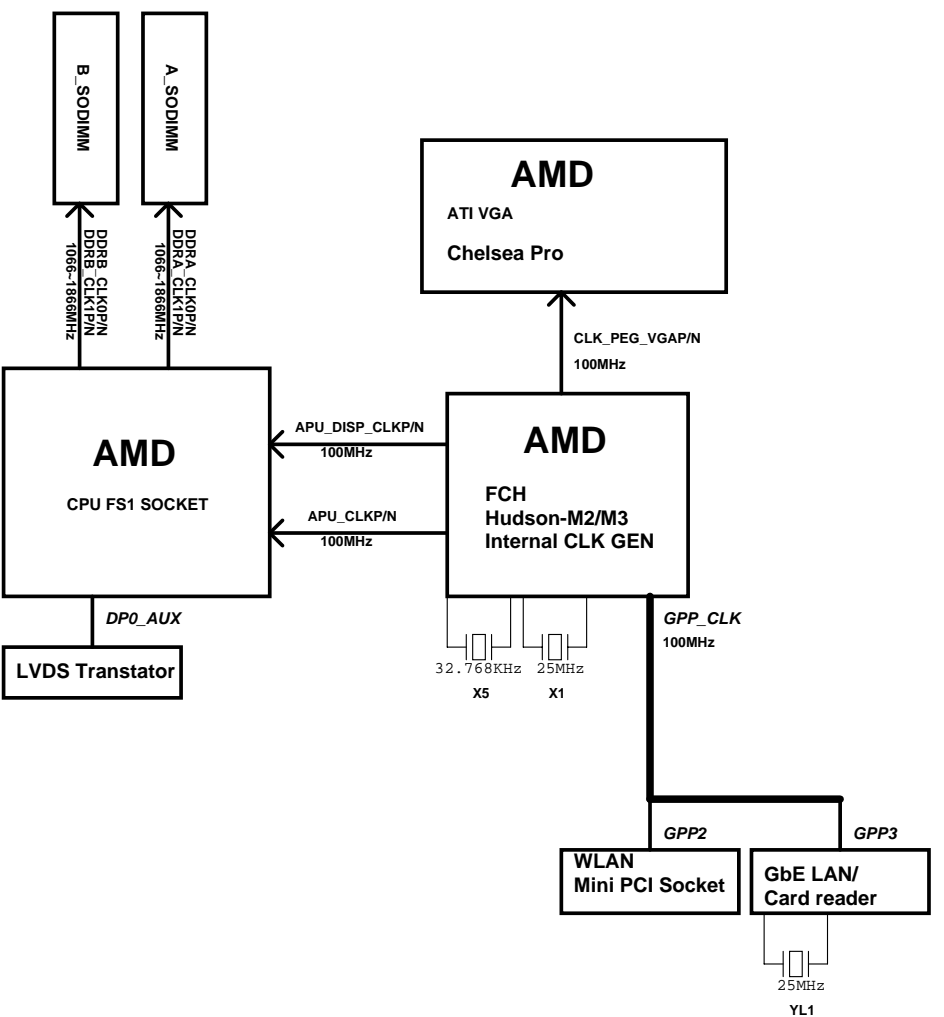 B_SODIMM
A_SODIMM
DDRB_CLK0P/N
DDRB_CLK1P/N
1066~1866MHz
DDRA_CLK0P/N
DDRA_CLK1P/N
1066~1866MHz
AMD
ATI VGA
Chelsea Pro
CLK_PEG_VGAP/N
100MHz
AMD
CPU FS1 SOCKET
APU_DISP_CLKP/N
100MHz
APU_CLKP/N
100MHz
AMD
FCH
Hudson-M2/M3
Internal CLK GEN
DP0_AUX
LVDS Transtator
32.768KHz
X5
25MHz
X1
GPP_CLK
100MHz
GPP2
WLAN
Mini PCI Socket
GPP3
GbE LAN/
Card reader
25MHz
YL1